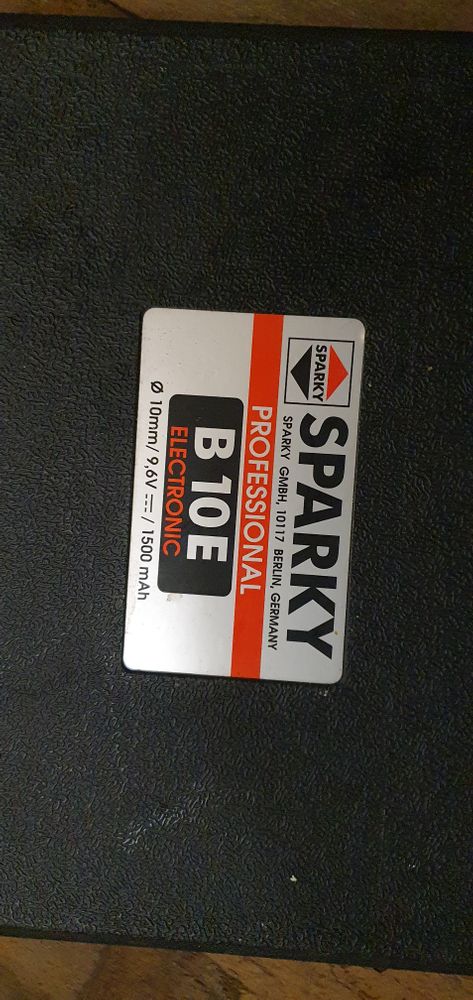 SPARKY
SPARKY
SPARKY GMBH, 10117 BERLIN, GERMANY
PROFESSIONAL
B 10E
ELECTRONIC
Ø 10mm/ 9,6V ⎓ / 1500 mAh